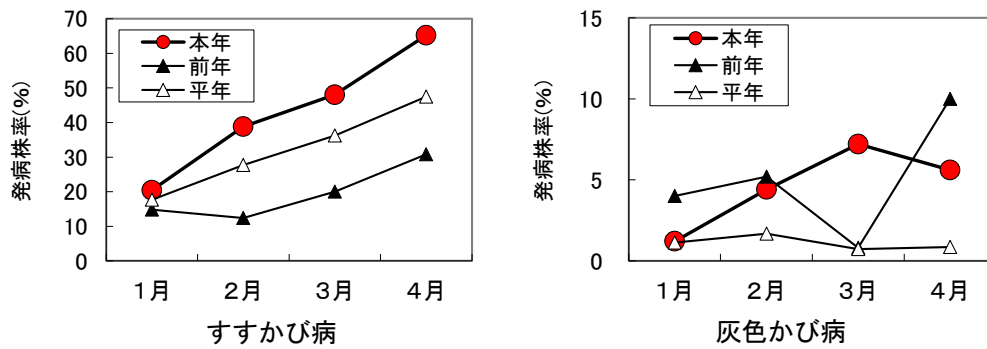 発病株率(%)
70
60
50
40
30
20
10
0
本年
前年
平年
1月 2月 3月 4月
すすかび病
発病株率(%)
15
10
5
0
本年
前年
平年
1月 2月 3月 4月
灰色かび病